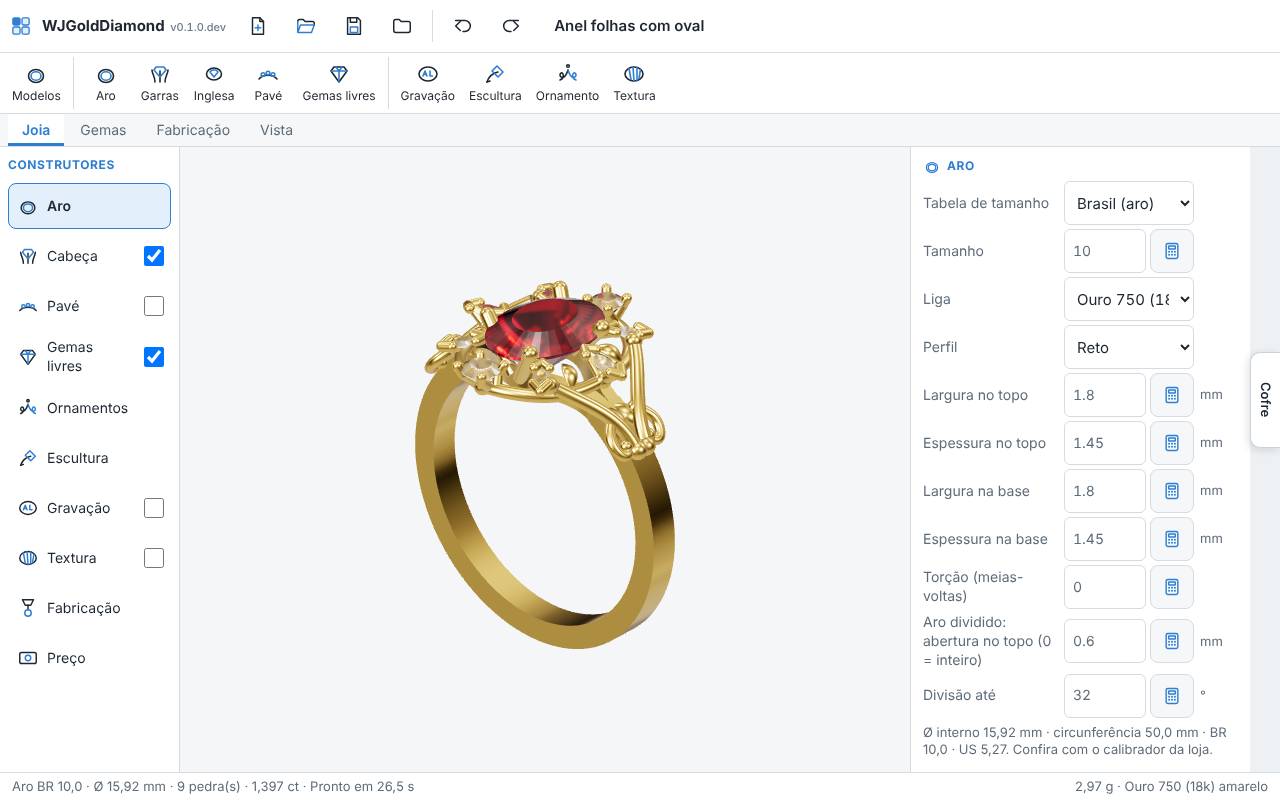 WJGoldDiamond v0.1.0.dev Anel folhas com oval
Modelos Aro Garras Inglesa Pavé Gemas livres Gravação Escultura Ornamento Textura
Joia Gemas Fabricação Vista
CONSTRUTORES
Aro
Cabeça
Pavé
Gemas
livres
Ornamentos
Escultura
Gravação
Textura
Fabricação
Preço
ARO
Tabela de tamanho Brasil (aro)
Tamanho 10
Liga Ouro 750 (18
Perfil Reto
Largura no topo 1.8 mm
Espessura no topo 1.45 mm
Largura na base 1.8 mm
Espessura na base 1.45 mm
Torção (meias-
voltas) 0
Aro dividido:
abertura no topo (0 0.6 mm
= inteiro)
Divisão até 32 °
Ø interno 15,92 mm · circunferência 50,0 mm · BR
10,0 · US 5,27. Confira com o calibrador da loja.
Cofre
Aro BR 10,0 · Ø 15,92 mm · 9 pedra(s) · 1,397 ct · Pronto em 26,5 s
2,97 g · Ouro 750 (18k) amarelo